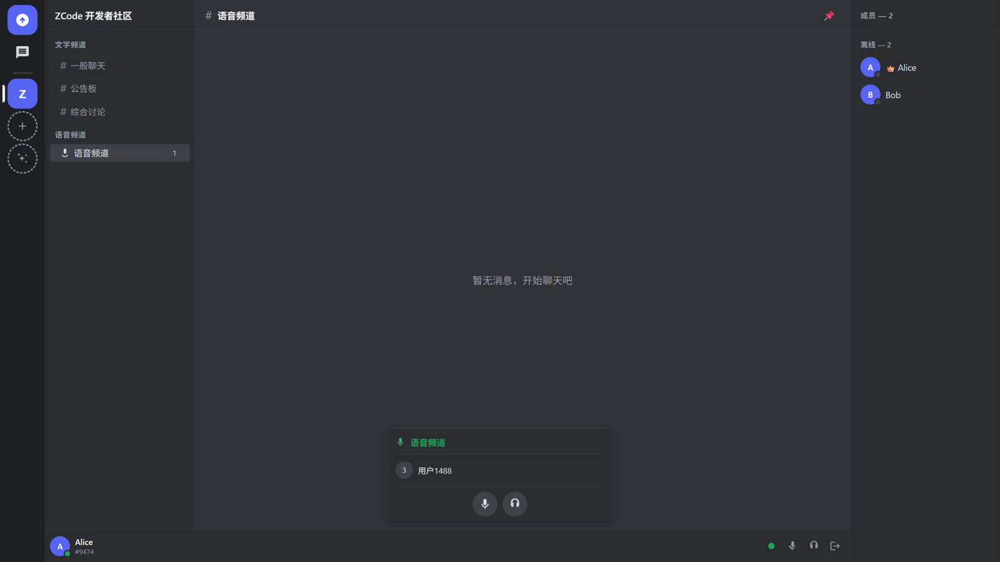 ZCode 开发者社区
# 语音频道
成员 — 2
文字频道
# 一般聊天
# 公告板
# 综合讨论
语音频道
语音频道 1
Z
离线 — 2
A Alice
B Bob
暂无消息，开始聊天吧
语音频道
3 用户1488
A Alice
#9474